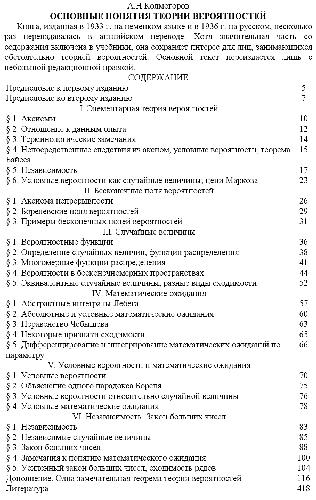 А.Н Колмогоров
ОСНОВНЫЕ ПОНЯТИЯ ТЕОРИИ ВЕРОЯТНОСТЕЙ
Книга, изданная в 1933 г. на немецком языке и в 1936 г. на русском, несколько
раз переиздавалась в английском переводе. Хотя значительная часть ее
содержания включена в учебники, она сохраняет интерес для лиц, занимающихся
обстоятельно теорией вероятностей. Основной текст переиздается лишь с
небольшой редакционной правкой.
СОДЕРЖАНИЕ
Предисловие к первому изданию 5
Предисловие ко второму изданию 7
I. Элементарная теория вероятностей
§ 1. Аксиомы 10
§ 2. Отношение к данным опыта 12
§ 3. Терминологические замечания 14
§ 4. Непосредственные следствия из аксиом, условные вероятности, теорема 15
Байеса
§ 5. Независимость 17
§ 6. Условные вероятности как случайные величины, цепи Маркова 23
II. Бесконечные поля вероятностей
§ 1. Аксиома непрерывности 26
§ 2. Борелевские поля вероятностей 29
§ 3. Примеры бесконечных полей вероятностей 31
III. Случайные величины
§ 1. Вероятностные функции 36
§ 2. Определение случайных величин, функции распределения 38
§ 3. Многомерные функции распределения 41
§ 4. Вероятности в бесконечномерных пространствах 44
§ 5. Эквивалентные случайные величины, разные виды сходимости 52
IV. Математические ожидания
§ 1. Абстрактные интегралы Лебега 57
§ 2. Абсолютные и условные математические ожидания 60
§ 3. Неравенство Чебышева 63
§ 4. Некоторые признаки сходимости 65
§ 5. Дифференцирование и интегрирование математических ожиданий по 66
параметру
V. Условные вероятности и математические ожидания
§ 1. Условные вероятности 70
§ 2. Объяснение одного парадокса Бореля 75
§ 3. Условные вероятности относительно случайной величины 76
§ 4. Условные математические ожидания 78
VI. Независимость. Закон больших чисел
§ 1. Независимость 83
§ 2. Независимые случайные величины 85
§ 3. Закон больших чисел 88
§ 4. Замечания к понятию математического ожидания 100
§ 5. Усиленный закон больших чисел, сходимость рядов 104
Дополнение. Одна замечательная теорема теории вероятностей 116
Литература 118